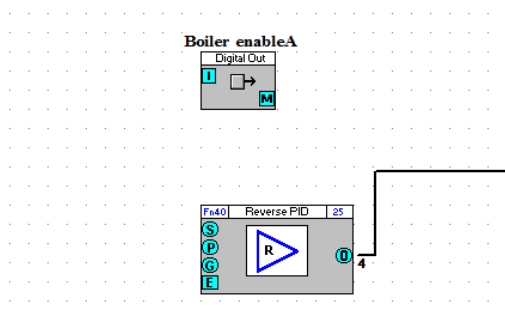 Boiler enableA
Digital Out
I
M
Fn40 Reverse PID 25
S
P
R
G
O
4
E